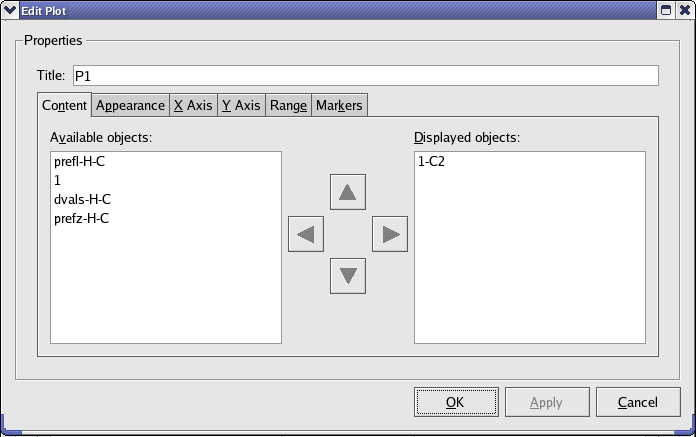 Edit Plot
Properties
Title: P1
Content Appearance X Axis Y Axis Range Markers
Available objects: Displayed objects:
prefl-H-C 1-C2
1
dvals-H-C
prefz-H-C
OK Apply Cancel